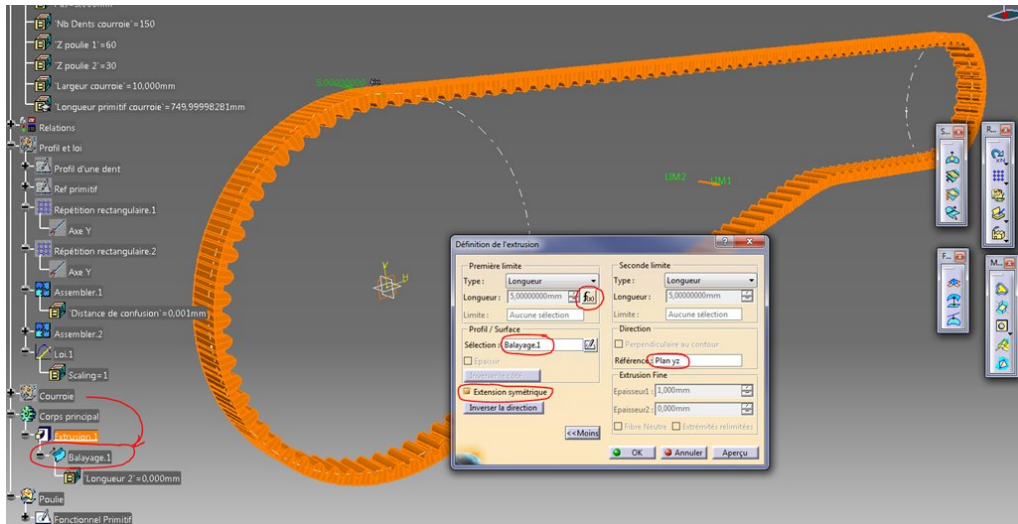 `Nb Dents courroie`=150
`Z poulie 1`=60
`Z poulie 2`=30
`Largeur courroie`=10,000mm
`Longueur primitif courroie`=749,99998281mm
Relations
Profil et loi
Profil d'une dent
Ref primitif
Répétition rectangulaire.1
Axe Y
Répétition rectangulaire.2
Axe Y
Assembler.1
`Distance de confusion`=0,001mm
Assembler.2
Loi.1
Scaling=1
Courroie
Corps principal
Extrusion.1
Balayage.1
`Longueur 2`=0,000mm
Poulie
Fonctionnel Primitif
V
H
LIM2
LIM1
S...
R...
F...
M...
Définition de l'extrusion
Première limite
Type : Longueur
Longueur : 5,00000000mm f(x)
Limite : Aucune sélection
Profil / Surface
Sélection : Balayage.1
Epaissir
Inverser le côté
Extension symétrique
Inverser la direction
Seconde limite
Type : Longueur
Longueur : 5,00000000mm
Limite : Aucune sélection
Direction
Perpendiculaire au contour
Référence : Plan yz
Extrusion Fine
Epaisseur1 : 1,000mm
Epaisseur2 : 0,000mm
Fibre Neutre Extrémités relimitées
<<Moins
OK Annuler Aperçu